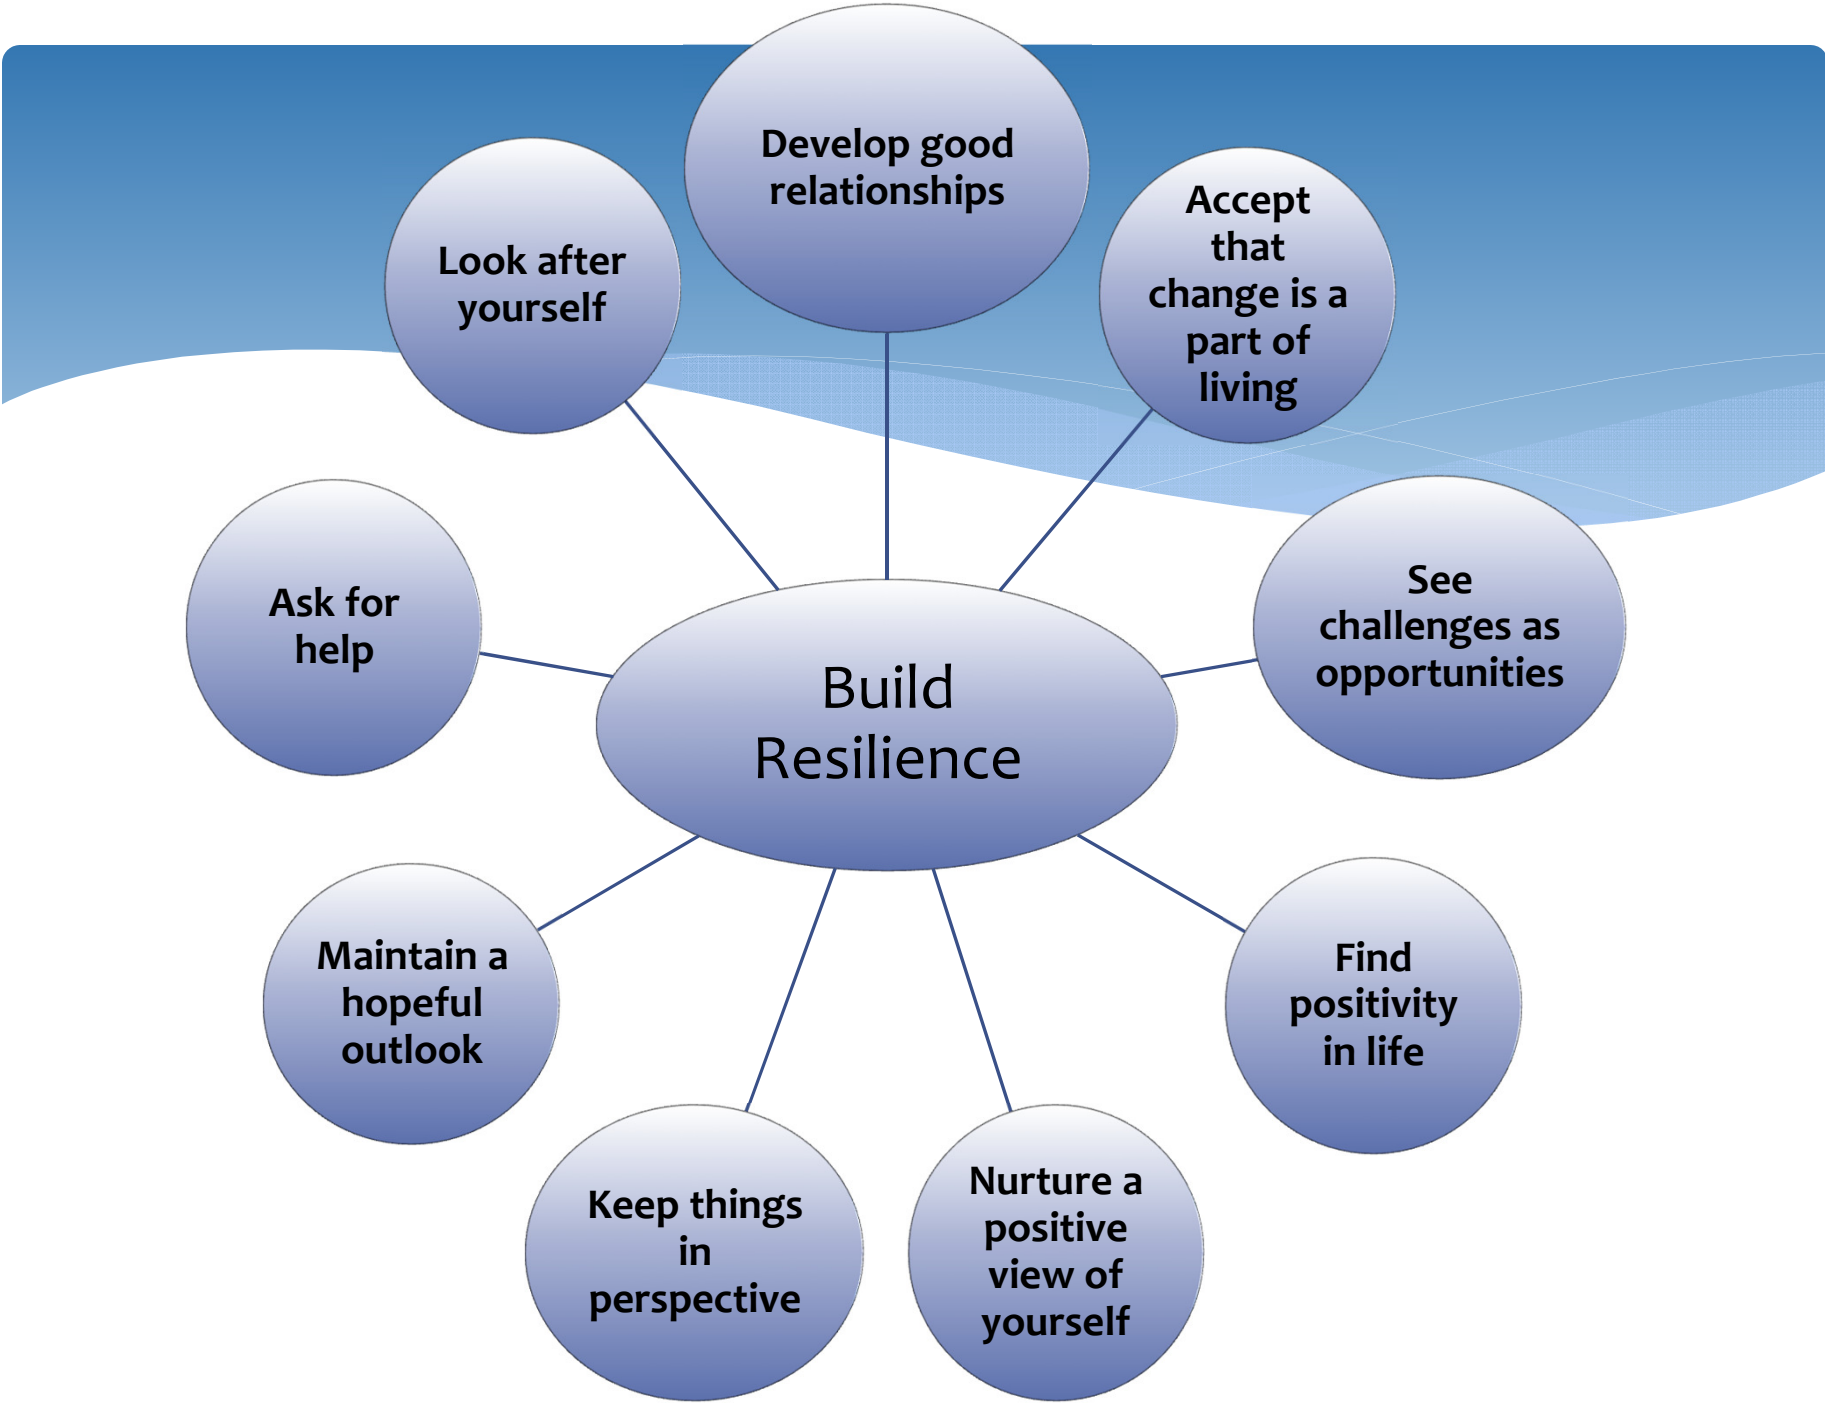 Develop good
relationships
Accept
that
change is a
part of
living
See
challenges as
opportunities
Find
positivity
in life
Nurture a
positive
view of
yourself
Keep things
in
perspective
Maintain a
hopeful
outlook
Ask for
help
Look after
yourself
Build
Resilience